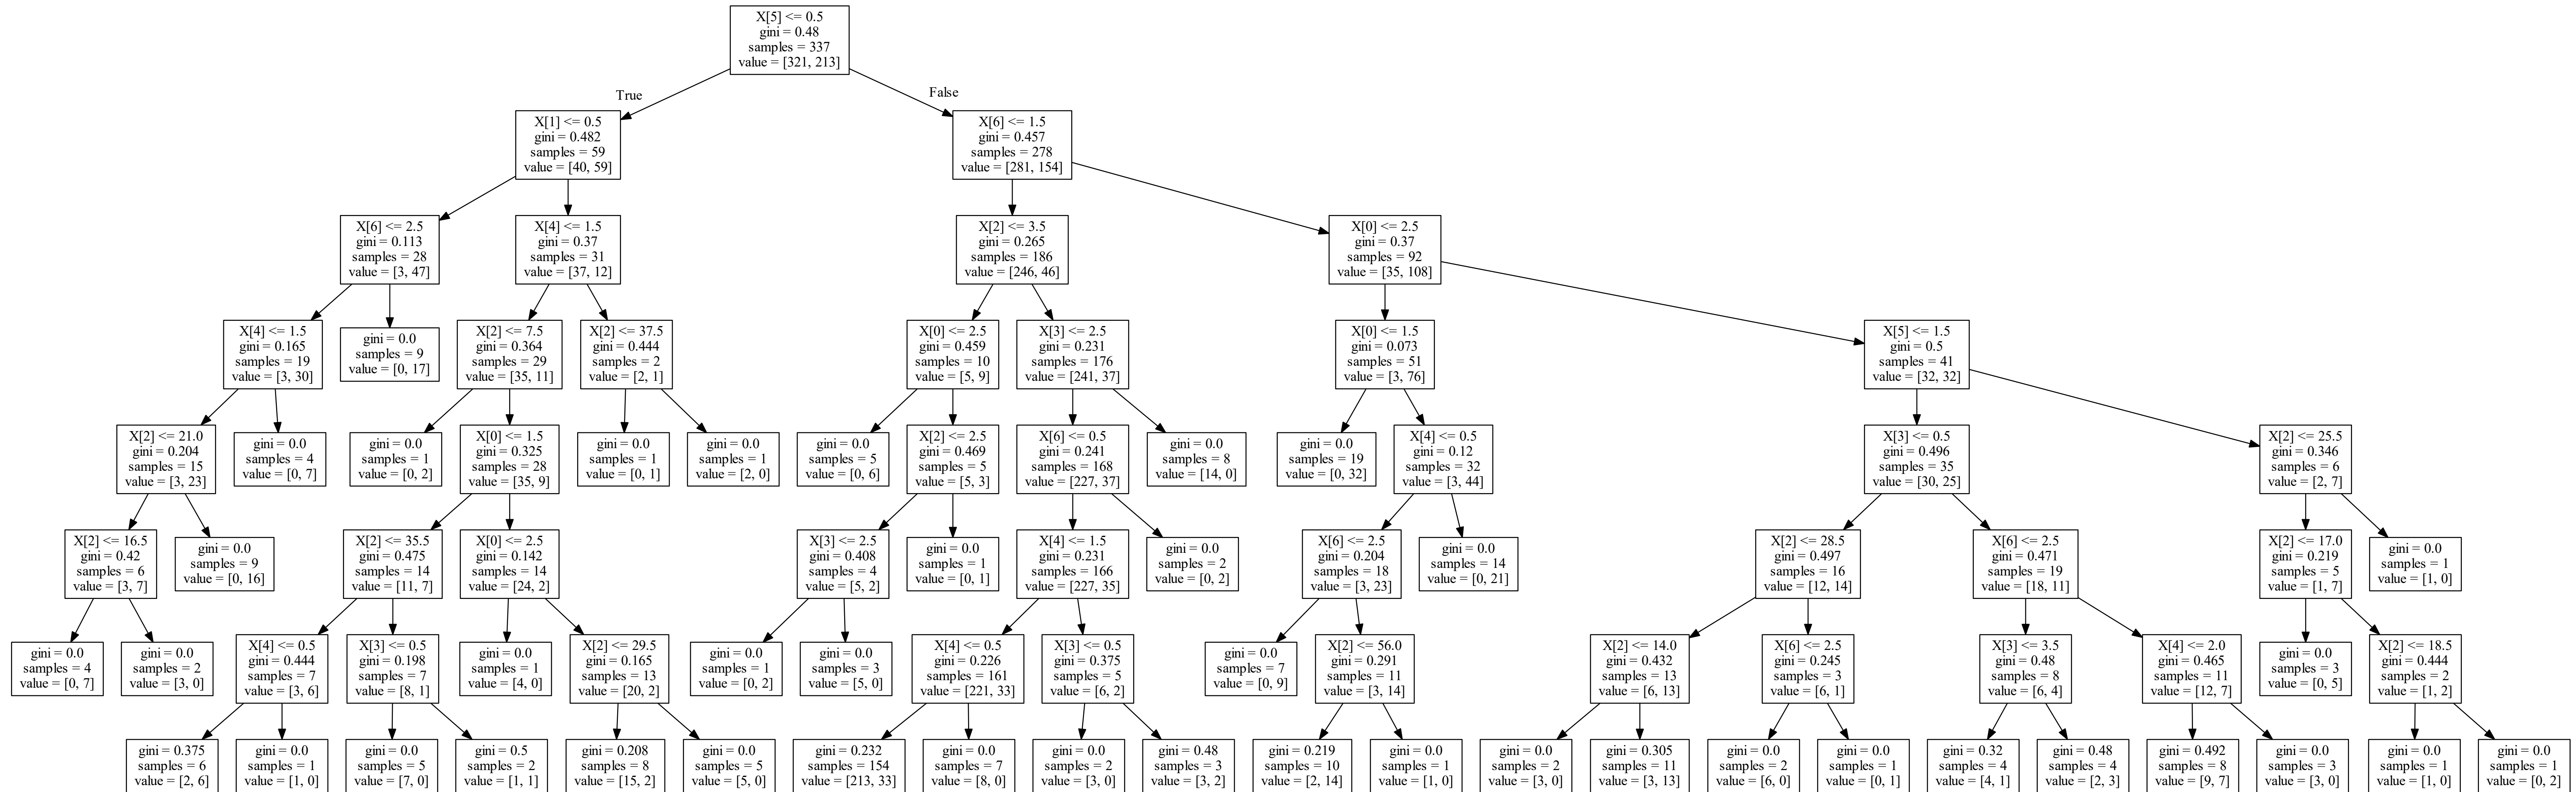 X[5] <= 0.5
gini = 0.48
samples = 337
value = [321, 213]
True
False
X[1] <= 0.5
gini = 0.482
samples = 59
value = [40, 59]
X[6] <= 1.5
gini = 0.457
samples = 278
value = [281, 154]
X[6] <= 2.5
gini = 0.113
samples = 28
value = [3, 47]
X[4] <= 1.5
gini = 0.37
samples = 31
value = [37, 12]
X[2] <= 3.5
gini = 0.265
samples = 186
value = [246, 46]
X[0] <= 2.5
gini = 0.37
samples = 92
value = [35, 108]
X[4] <= 1.5
gini = 0.165
samples = 19
value = [3, 30]
gini = 0.0
samples = 9
value = [0, 17]
X[2] <= 7.5
gini = 0.364
samples = 29
value = [35, 11]
X[2] <= 37.5
gini = 0.444
samples = 2
value = [2, 1]
X[0] <= 2.5
gini = 0.459
samples = 10
value = [5, 9]
X[3] <= 2.5
gini = 0.231
samples = 176
value = [241, 37]
X[0] <= 1.5
gini = 0.073
samples = 51
value = [3, 76]
X[5] <= 1.5
gini = 0.5
samples = 41
value = [32, 32]
X[2] <= 21.0
gini = 0.204
samples = 15
value = [3, 23]
gini = 0.0
samples = 4
value = [0, 7]
gini = 0.0
samples = 1
value = [0, 2]
X[0] <= 1.5
gini = 0.325
samples = 28
value = [35, 9]
gini = 0.0
samples = 1
value = [0, 1]
gini = 0.0
samples = 1
value = [2, 0]
gini = 0.0
samples = 5
value = [0, 6]
X[2] <= 2.5
gini = 0.469
samples = 5
value = [5, 3]
X[6] <= 0.5
gini = 0.241
samples = 168
value = [227, 37]
gini = 0.0
samples = 8
value = [14, 0]
gini = 0.0
samples = 19
value = [0, 32]
X[4] <= 0.5
gini = 0.12
samples = 32
value = [3, 44]
X[3] <= 0.5
gini = 0.496
samples = 35
value = [30, 25]
X[2] <= 25.5
gini = 0.346
samples = 6
value = [2, 7]
X[2] <= 16.5
gini = 0.42
samples = 6
value = [3, 7]
gini = 0.0
samples = 9
value = [0, 16]
X[2] <= 35.5
gini = 0.475
samples = 14
value = [11, 7]
X[0] <= 2.5
gini = 0.142
samples = 14
value = [24, 2]
X[3] <= 2.5
gini = 0.408
samples = 4
value = [5, 2]
gini = 0.0
samples = 1
value = [0, 1]
X[4] <= 1.5
gini = 0.231
samples = 166
value = [227, 35]
gini = 0.0
samples = 2
value = [0, 2]
X[6] <= 2.5
gini = 0.204
samples = 18
value = [3, 23]
gini = 0.0
samples = 14
value = [0, 21]
X[2] <= 28.5
gini = 0.497
samples = 16
value = [12, 14]
X[6] <= 2.5
gini = 0.471
samples = 19
value = [18, 11]
X[2] <= 17.0
gini = 0.219
samples = 5
value = [1, 7]
gini = 0.0
samples = 1
value = [1, 0]
gini = 0.0
samples = 4
value = [0, 7]
gini = 0.0
samples = 2
value = [3, 0]
X[4] <= 0.5
gini = 0.444
samples = 7
value = [3, 6]
X[3] <= 0.5
gini = 0.198
samples = 7
value = [8, 1]
gini = 0.0
samples = 1
value = [4, 0]
X[2] <= 29.5
gini = 0.165
samples = 13
value = [20, 2]
gini = 0.0
samples = 1
value = [0, 2]
gini = 0.0
samples = 3
value = [5, 0]
X[4] <= 0.5
gini = 0.226
samples = 161
value = [221, 33]
X[3] <= 0.5
gini = 0.375
samples = 5
value = [6, 2]
gini = 0.0
samples = 7
value = [0, 9]
X[2] <= 56.0
gini = 0.291
samples = 11
value = [3, 14]
X[2] <= 14.0
gini = 0.432
samples = 13
value = [6, 13]
X[6] <= 2.5
gini = 0.245
samples = 3
value = [6, 1]
X[3] <= 3.5
gini = 0.48
samples = 8
value = [6, 4]
X[4] <= 2.0
gini = 0.465
samples = 11
value = [12, 7]
gini = 0.0
samples = 3
value = [0, 5]
X[2] <= 18.5
gini = 0.444
samples = 2
value = [1, 2]
gini = 0.375
samples = 6
value = [2, 6]
gini = 0.0
samples = 1
value = [1, 0]
gini = 0.0
samples = 5
value = [7, 0]
gini = 0.5
samples = 2
value = [1, 1]
gini = 0.208
samples = 8
value = [15, 2]
gini = 0.0
samples = 5
value = [5, 0]
gini = 0.232
samples = 154
value = [213, 33]
gini = 0.0
samples = 7
value = [8, 0]
gini = 0.0
samples = 2
value = [3, 0]
gini = 0.48
samples = 3
value = [3, 2]
gini = 0.219
samples = 10
value = [2, 14]
gini = 0.0
samples = 1
value = [1, 0]
gini = 0.0
samples = 2
value = [3, 0]
gini = 0.305
samples = 11
value = [3, 13]
gini = 0.0
samples = 2
value = [6, 0]
gini = 0.0
samples = 1
value = [0, 1]
gini = 0.32
samples = 4
value = [4, 1]
gini = 0.48
samples = 4
value = [2, 3]
gini = 0.492
samples = 8
value = [9, 7]
gini = 0.0
samples = 3
value = [3, 0]
gini = 0.0
samples = 1
value = [1, 0]
gini = 0.0
samples = 1
value = [0, 2]